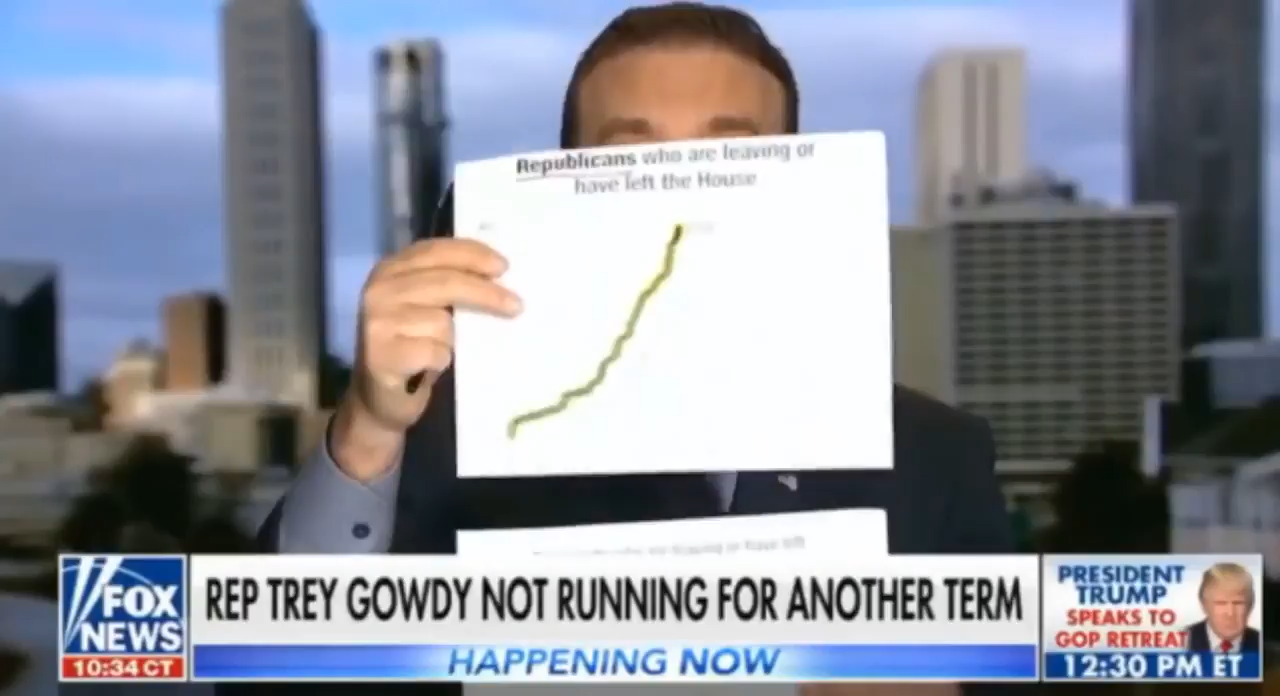 Republicans who are leaving or
have left the House
FOX
NEWS
10:34 CT
REP TREY GOWDY NOT RUNNING FOR ANOTHER TERM
HAPPENING NOW
PRESIDENT
TRUMP
SPEAKS TO
GOP RETREAT
12:30 PM ET